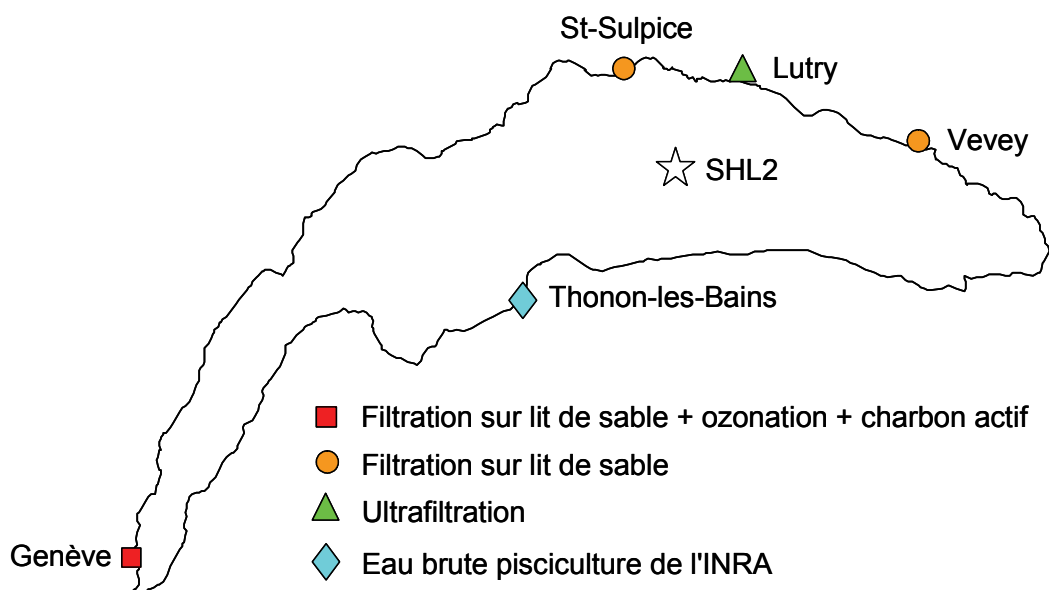 St-Sulpice
Lutry
Vevey
SHL2
Thonon-les-Bains
Filtration sur lit de sable + ozonation + charbon actif
Filtration sur lit de sable
Ultrafiltration
Genève
Eau brute pisciculture de l'INRA